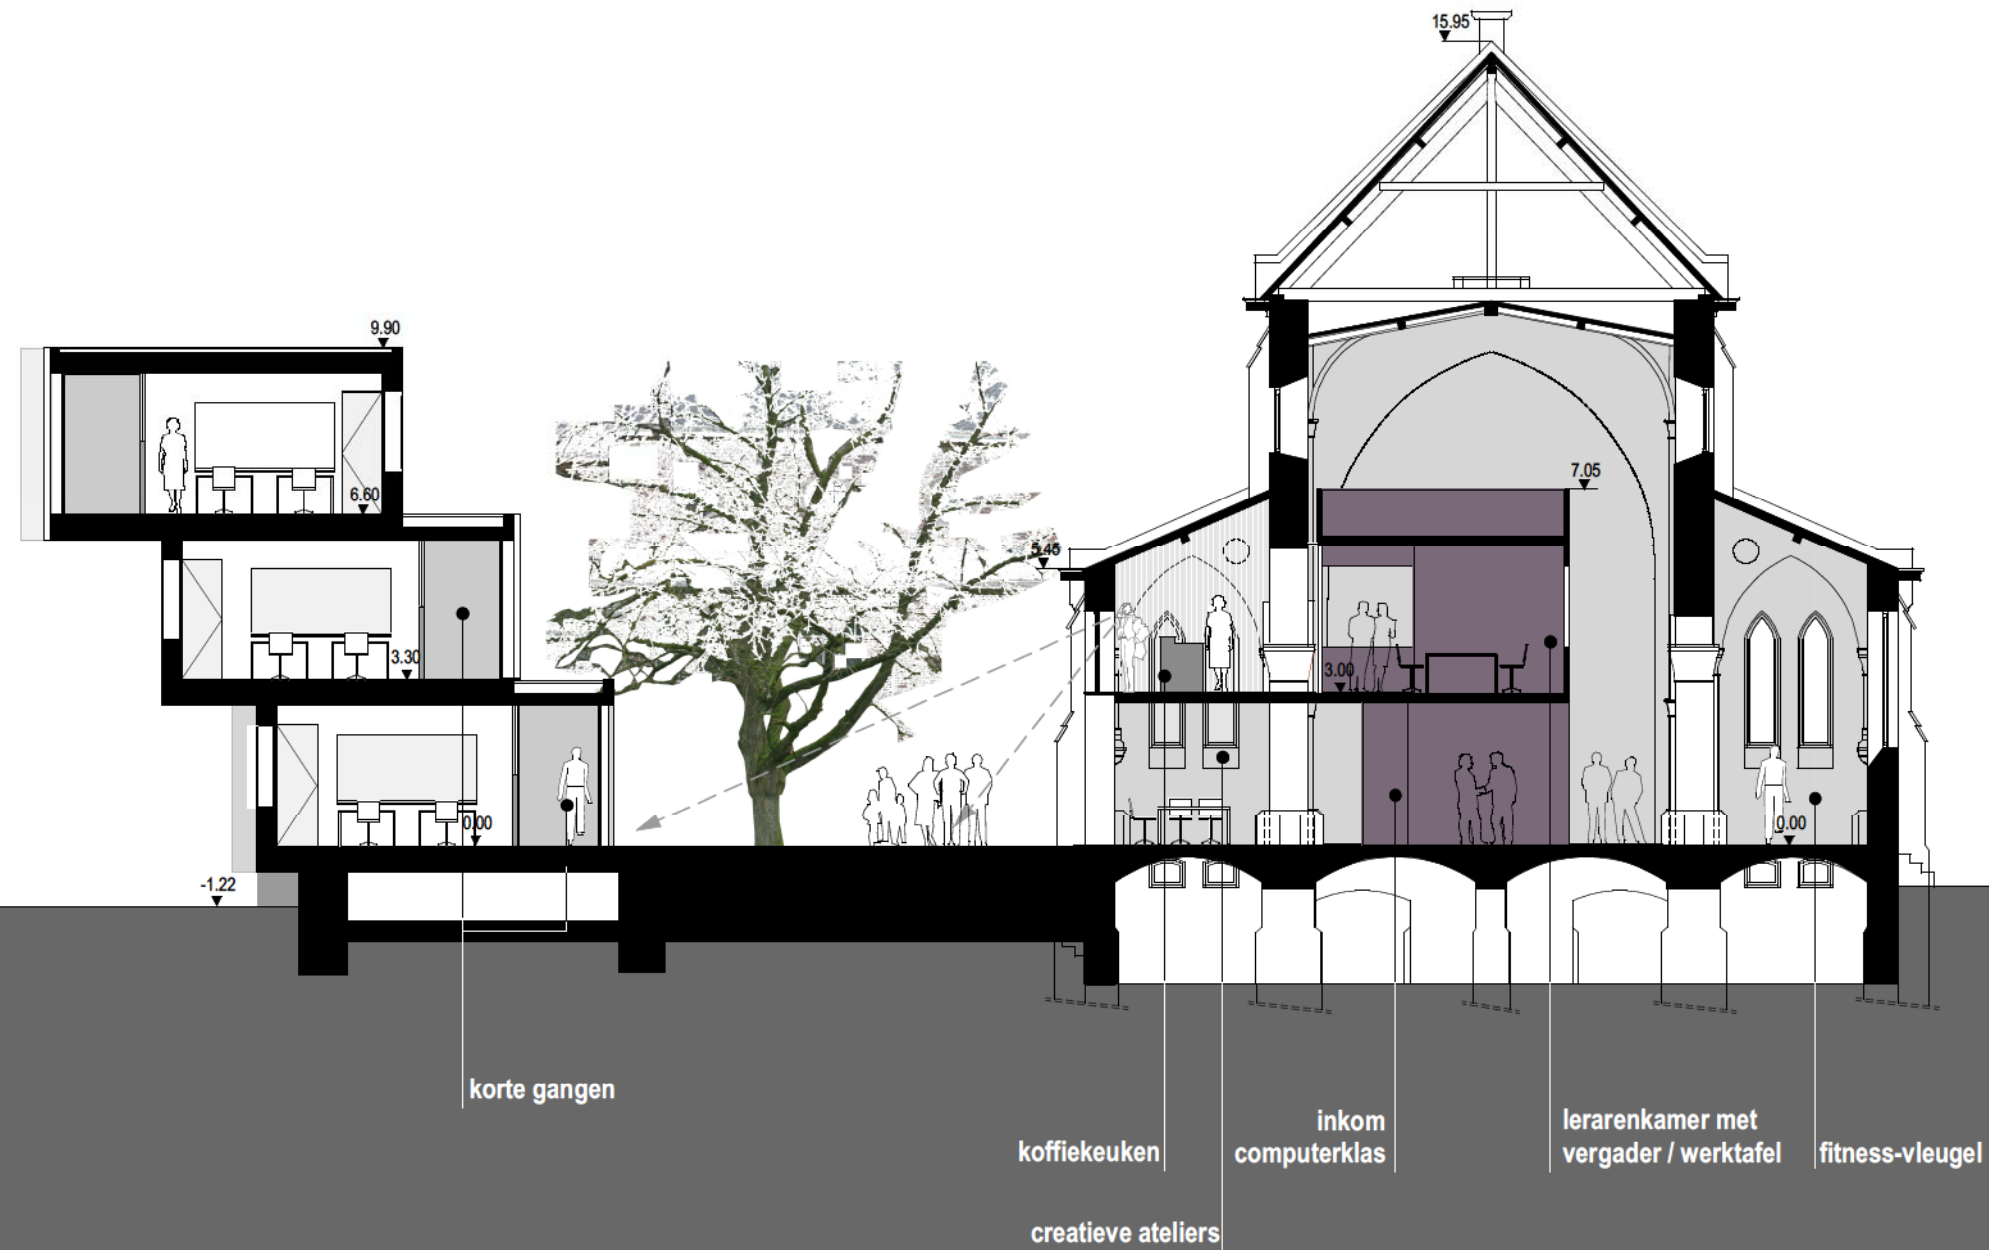 15.95
9.90
7.05
6.60
5.45
3.30
3.00
0.00
0.00
-1.22
korte gangen
koffiekeuken
inkom
computerklas
lerarenkamer met
vergader / werktafel
fitness-vleugel
creatieve ateliers